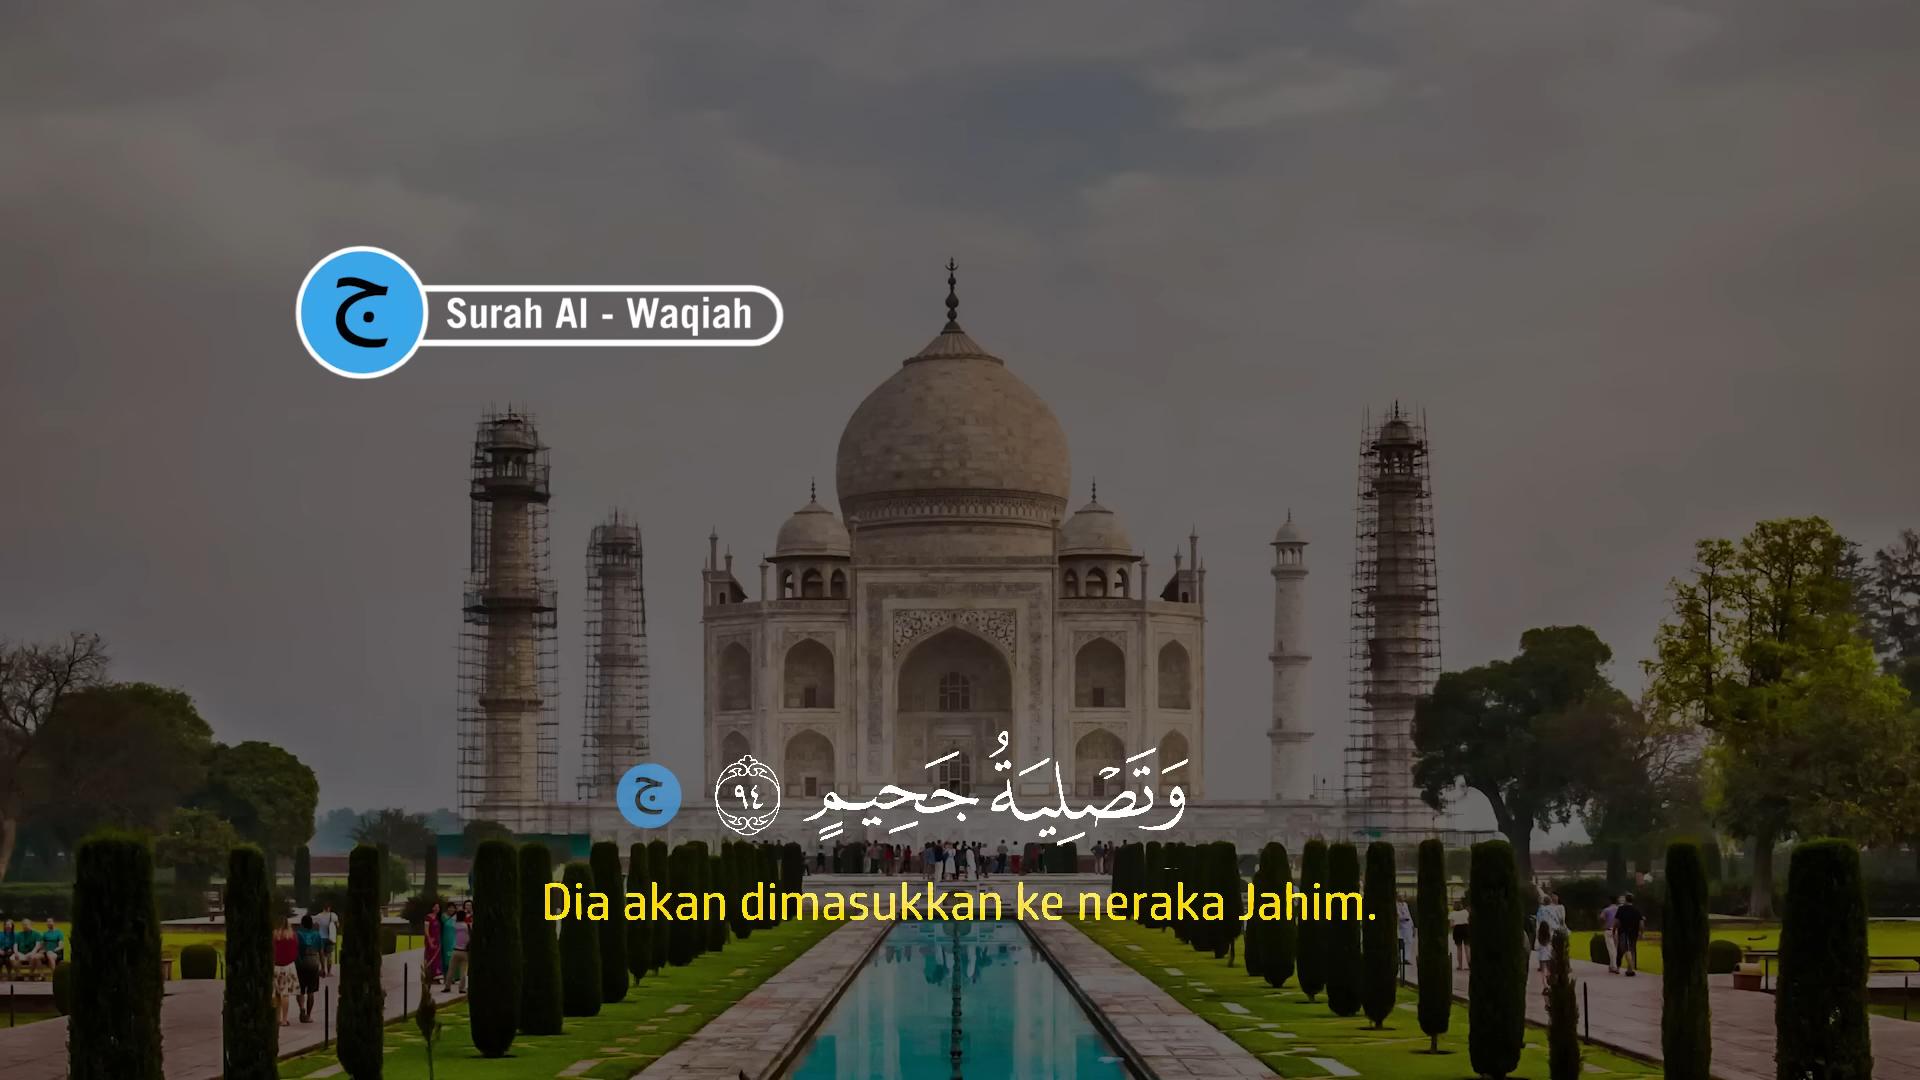 ج Surah Al - Waqiah
وَتَصْلِيَةُ جَحِيمٍ ٩٤ ج
Dia akan dimasukkan ke neraka Jahim.